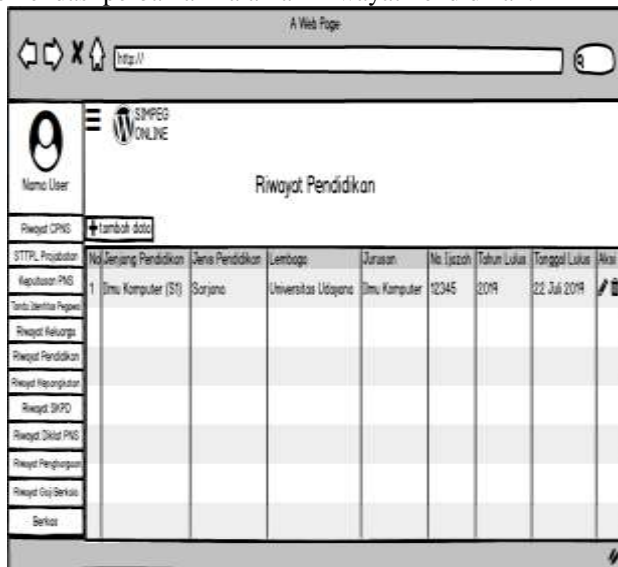 A Web Page
http://
SIMPEG
ONLINE
Nama User
Riwayat Pendidikan
Riwayat CPNS
+tambah data
STTPL Prajabatan
Keputusan PNS
Tanda Identitas Pegawai
Riwayat Keluarga
Riwayat Pendidikan
Riwayat Kepangkatan
Riwayat SKPD
Riwayat Diklat PNS
Riwayat Penghargaan
Riwayat Gaji Berkala
Berkas
No Jenjang Pendidikan Jenis Pendidikan Lembaga Jurusan No. Ijazah Tahun Lulus Tanggal Lulus Aksi
1 Ilmu Komputer (S1) Sarjana Universitas Udayana Ilmu Komputer 12345 2019 22 Juli 2019